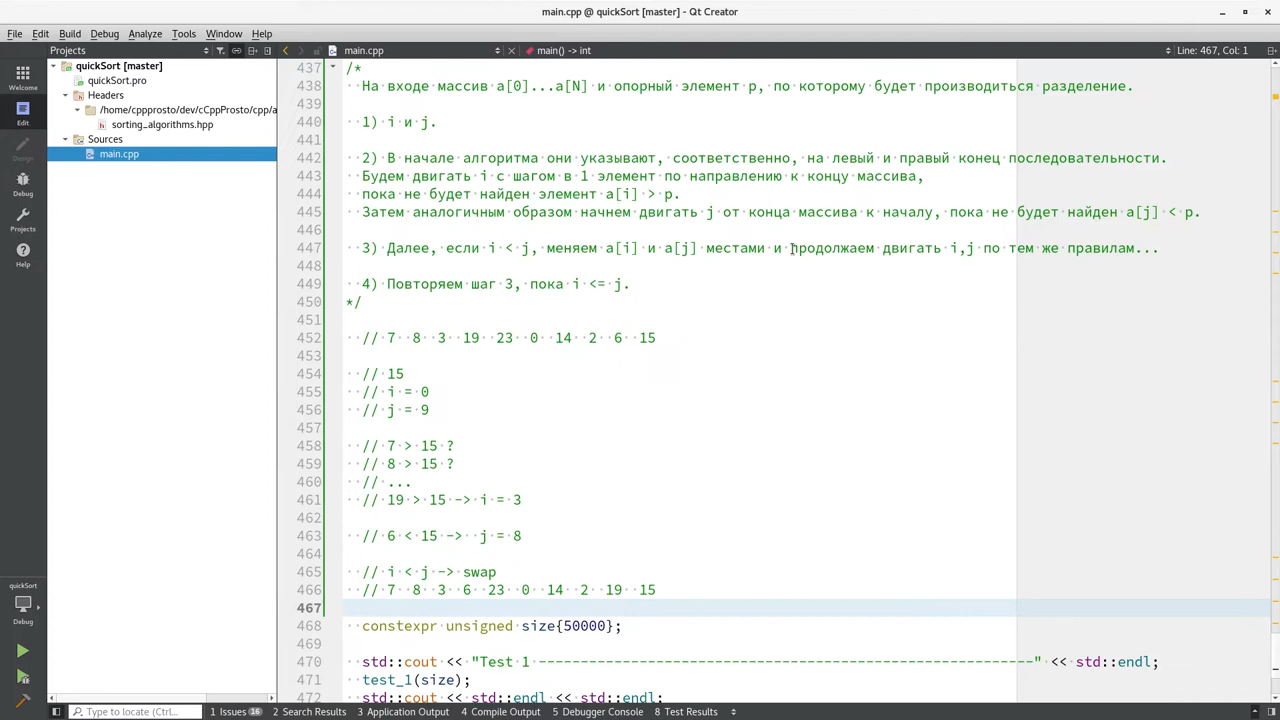 main.cpp @ quickSort [master] - Qt Creator
File Edit Build Debug Analyze Tools Window Help
Projects
main.cpp
main() -> int
Line: 467, Col: 1
Welcome
Edit
Design
Debug
Projects
Help
quickSort
Debug
quickSort [master]
quickSort.pro
Headers
/home/cppprosto/dev/cCppProsto/cpp/a
sorting_algorithms.hpp
Sources
main.cpp
437 /*
438 На входе массив a[0]...a[N] и опорный элемент p, по которому будет производиться разделение.
439
440 1) i и j.
441
442 2) В начале алгоритма они указывают, соответственно, на левый и правый конец последовательности.
443 Будем двигать i с шагом в 1 элемент по направлению к концу массива,
444 пока не будет найден элемент a[i] > p.
445 Затем аналогичным образом начнем двигать j от конца массива к началу, пока не будет найден a[j] < p.
446
447 3) Далее, если i < j, меняем a[i] и a[j] местами и продолжаем двигать i,j по тем же правилам...
448
449 4) Повторяем шаг 3, пока i <= j.
450 */
451
452 // 7 8 3 19 23 0 14 2 6 15
453
454 // 15
455 // i = 0
456 // j = 9
457
458 // 7 > 15 ?
459 // 8 > 15 ?
460 // ...
461 // 19 > 15 -> i = 3
462
463 // 6 < 15 -> j = 8
464
465 // i < j -> swap
466 // 7 8 3 6 23 0 14 2 19 15
467
468 constexpr unsigned size{50000};
469
470 std::cout << "Test 1 -----------------------------------------------------------" << std::endl;
471 test_1(size);
472 std::cout << std::endl << std::endl;
Type to locate (Ctrl...
1 Issues 16 2 Search Results 3 Application Output 4 Compile Output 5 Debugger Console 8 Test Results